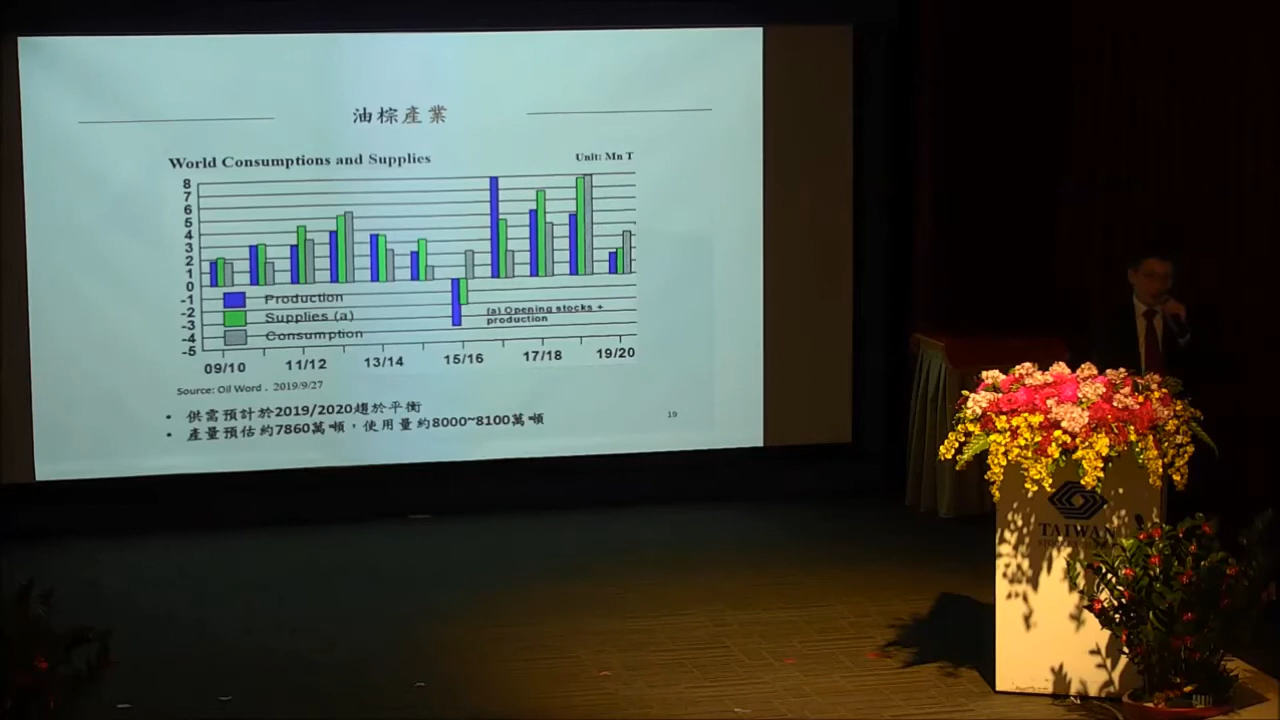 油棕產業
World Consumptions and Supplies
Unit: Mn T
8
7
6
5
4
3
2
1
0
-1
-2
-3
-4
-5
Production
Supplies (a)
Consumption
(a) Opening stocks +
production
09/10 11/12 13/14 15/16 17/18 19/20
Source: Oil Word . 2019/9/27
• 供需預計於2019/2020趨於平衡
• 產量預估約7860萬噸，使用量約8000~8100萬噸
19
TAIWAN